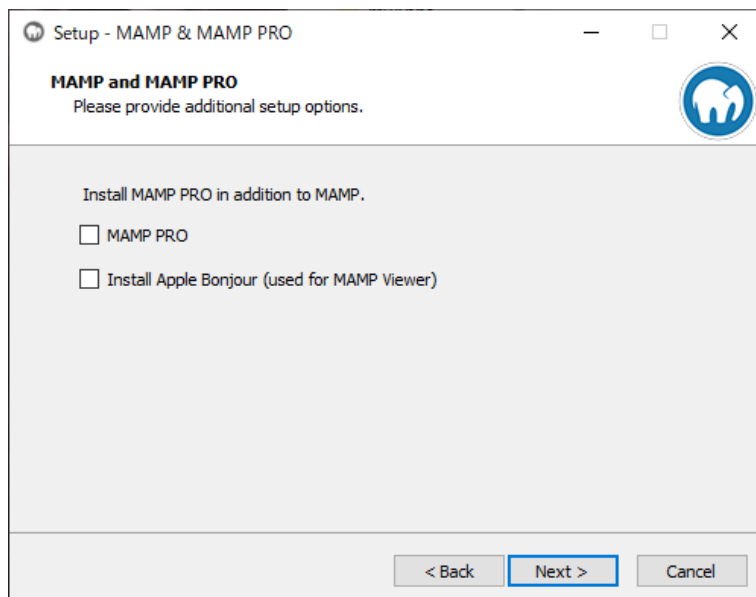 Setup - MAMP & MAMP PRO
MAMP and MAMP PRO
Please provide additional setup options.
Install MAMP PRO in addition to MAMP.
MAMP PRO
Install Apple Bonjour (used for MAMP Viewer)
< Back
Next >
Cancel